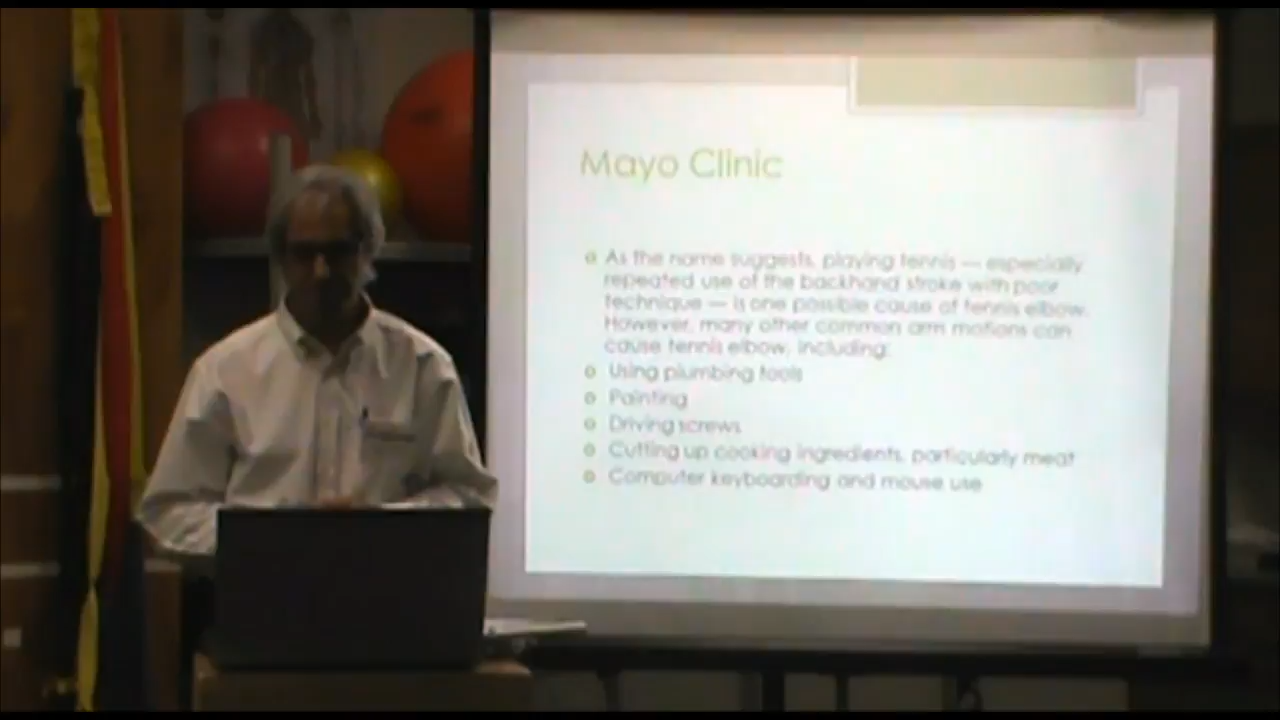 Mayo Clinic
As the name suggests, playing tennis — especially
repeated use of the backhand stroke with poor
technique — is one possible cause of tennis elbow.
However, many other common arm motions can
cause tennis elbow, including:
Using plumbing tools
Painting
Driving screws
Cutting up cooking ingredients, particularly meat
Computer keyboarding and mouse use